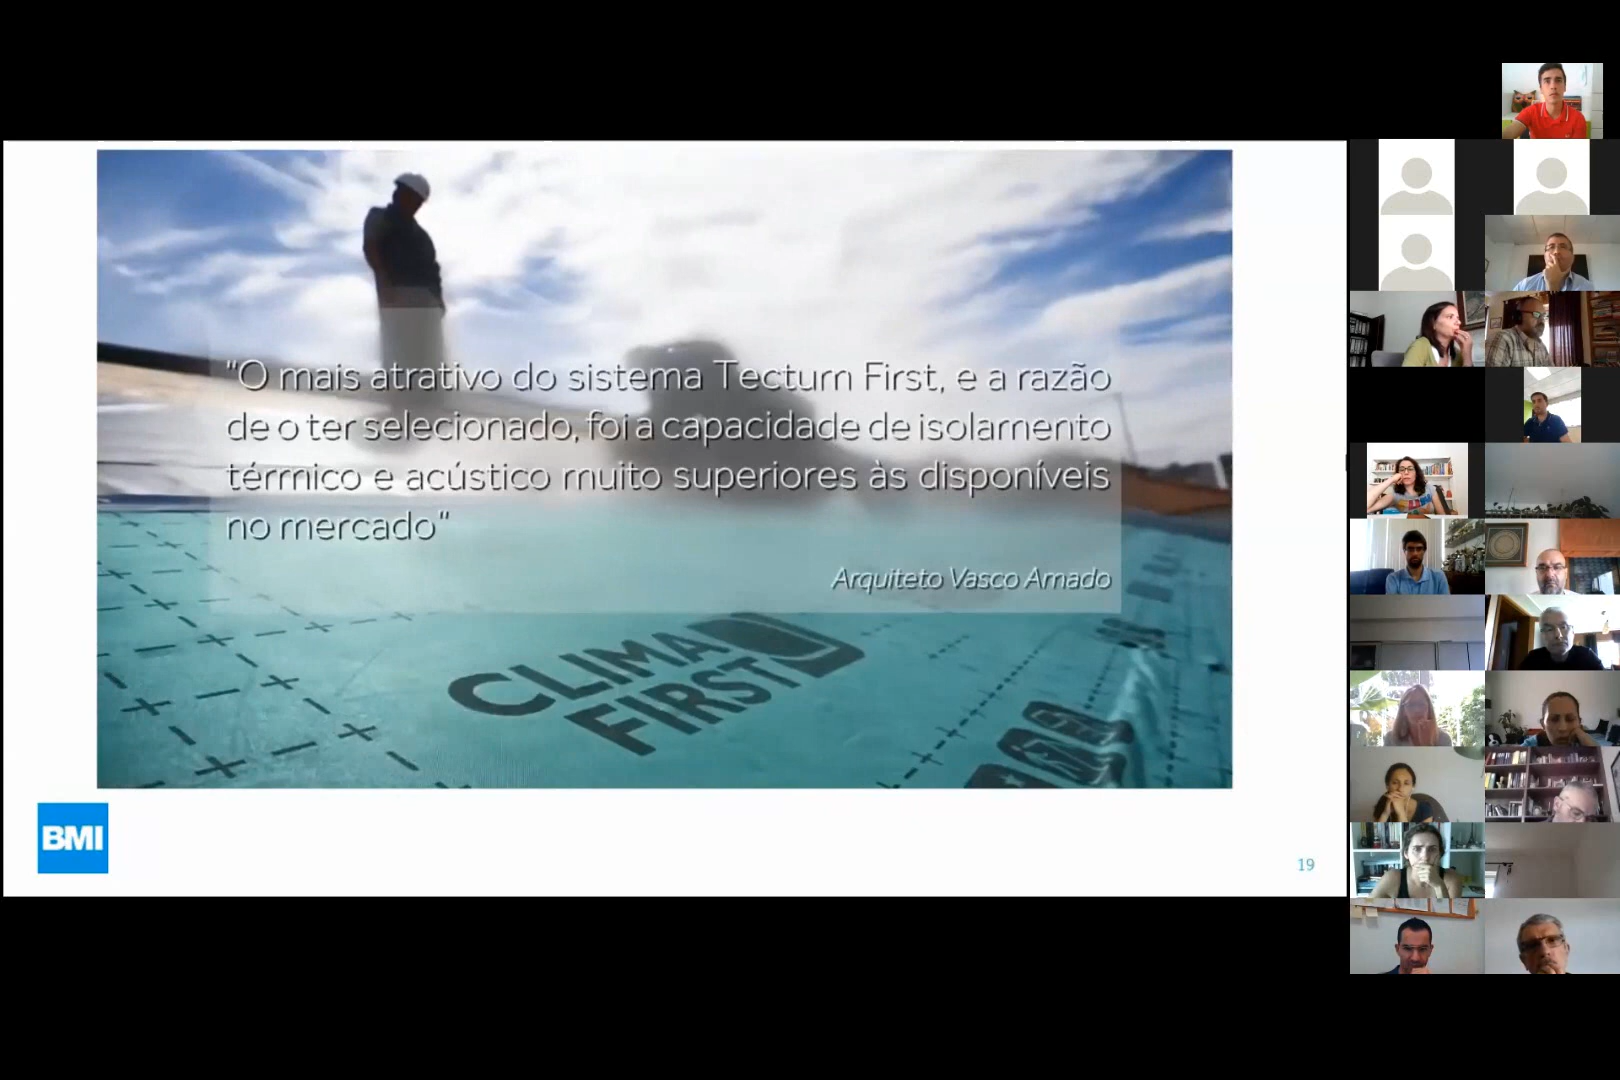 "O mais atrativo do sistema Tectum First, e a razão
de o ter selecionado, foi a capacidade de isolamento
térmico e acústico muito superiores às disponíveis
no mercado"
Arquiteto Vasco Amado
CLIMA
FIRST
BMI
19